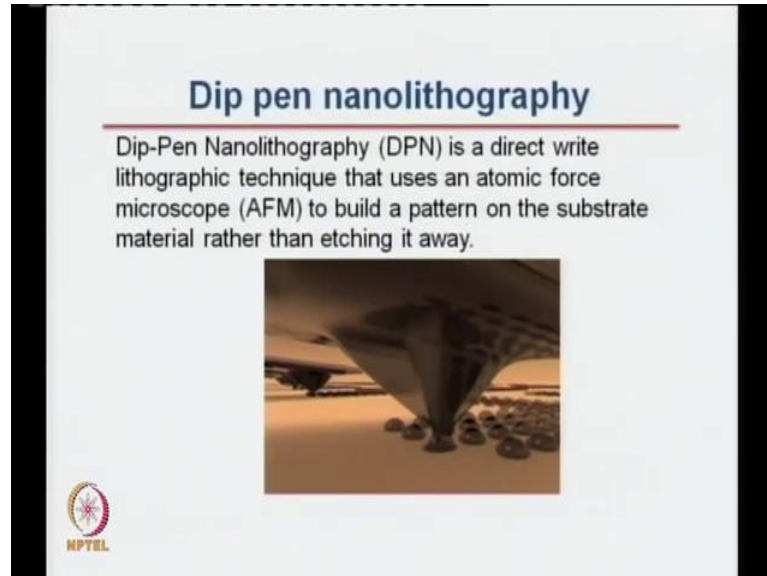 Dip pen nanolithography
Dip-Pen Nanolithography (DPN) is a direct write
lithographic technique that uses an atomic force
microscope (AFM) to build a pattern on the substrate
material rather than etching it away.
NPTEL